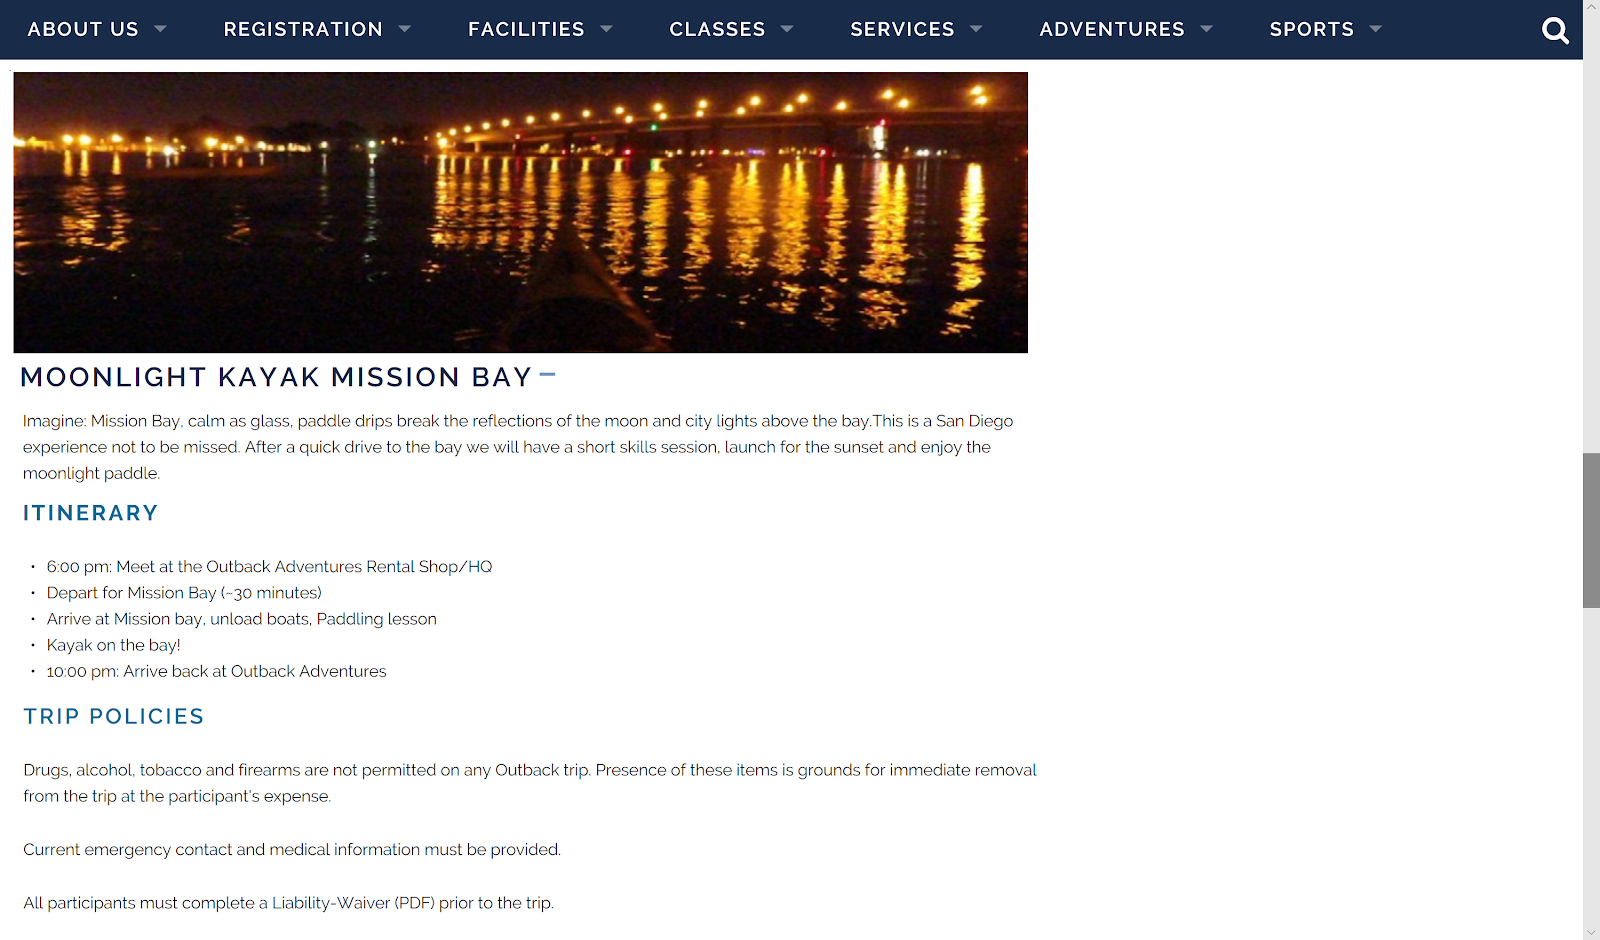 ABOUT US REGISTRATION FACILITIES CLASSES SERVICES ADVENTURES SPORTS
MOONLIGHT KAYAK MISSION BAY –
Imagine: Mission Bay, calm as glass, paddle drips break the reflections of the moon and city lights above the bay.This is a San Diego
experience not to be missed. After a quick drive to the bay we will have a short skills session, launch for the sunset and enjoy the
moonlight paddle.
ITINERARY
• 6:00 pm: Meet at the Outback Adventures Rental Shop/HQ
• Depart for Mission Bay (~30 minutes)
• Arrive at Mission bay, unload boats, Paddling lesson
• Kayak on the bay!
• 10:00 pm: Arrive back at Outback Adventures
TRIP POLICIES
Drugs, alcohol, tobacco and firearms are not permitted on any Outback trip. Presence of these items is grounds for immediate removal
from the trip at the participant's expense.
Current emergency contact and medical information must be provided.
All participants must complete a Liability-Waiver (PDF) prior to the trip.